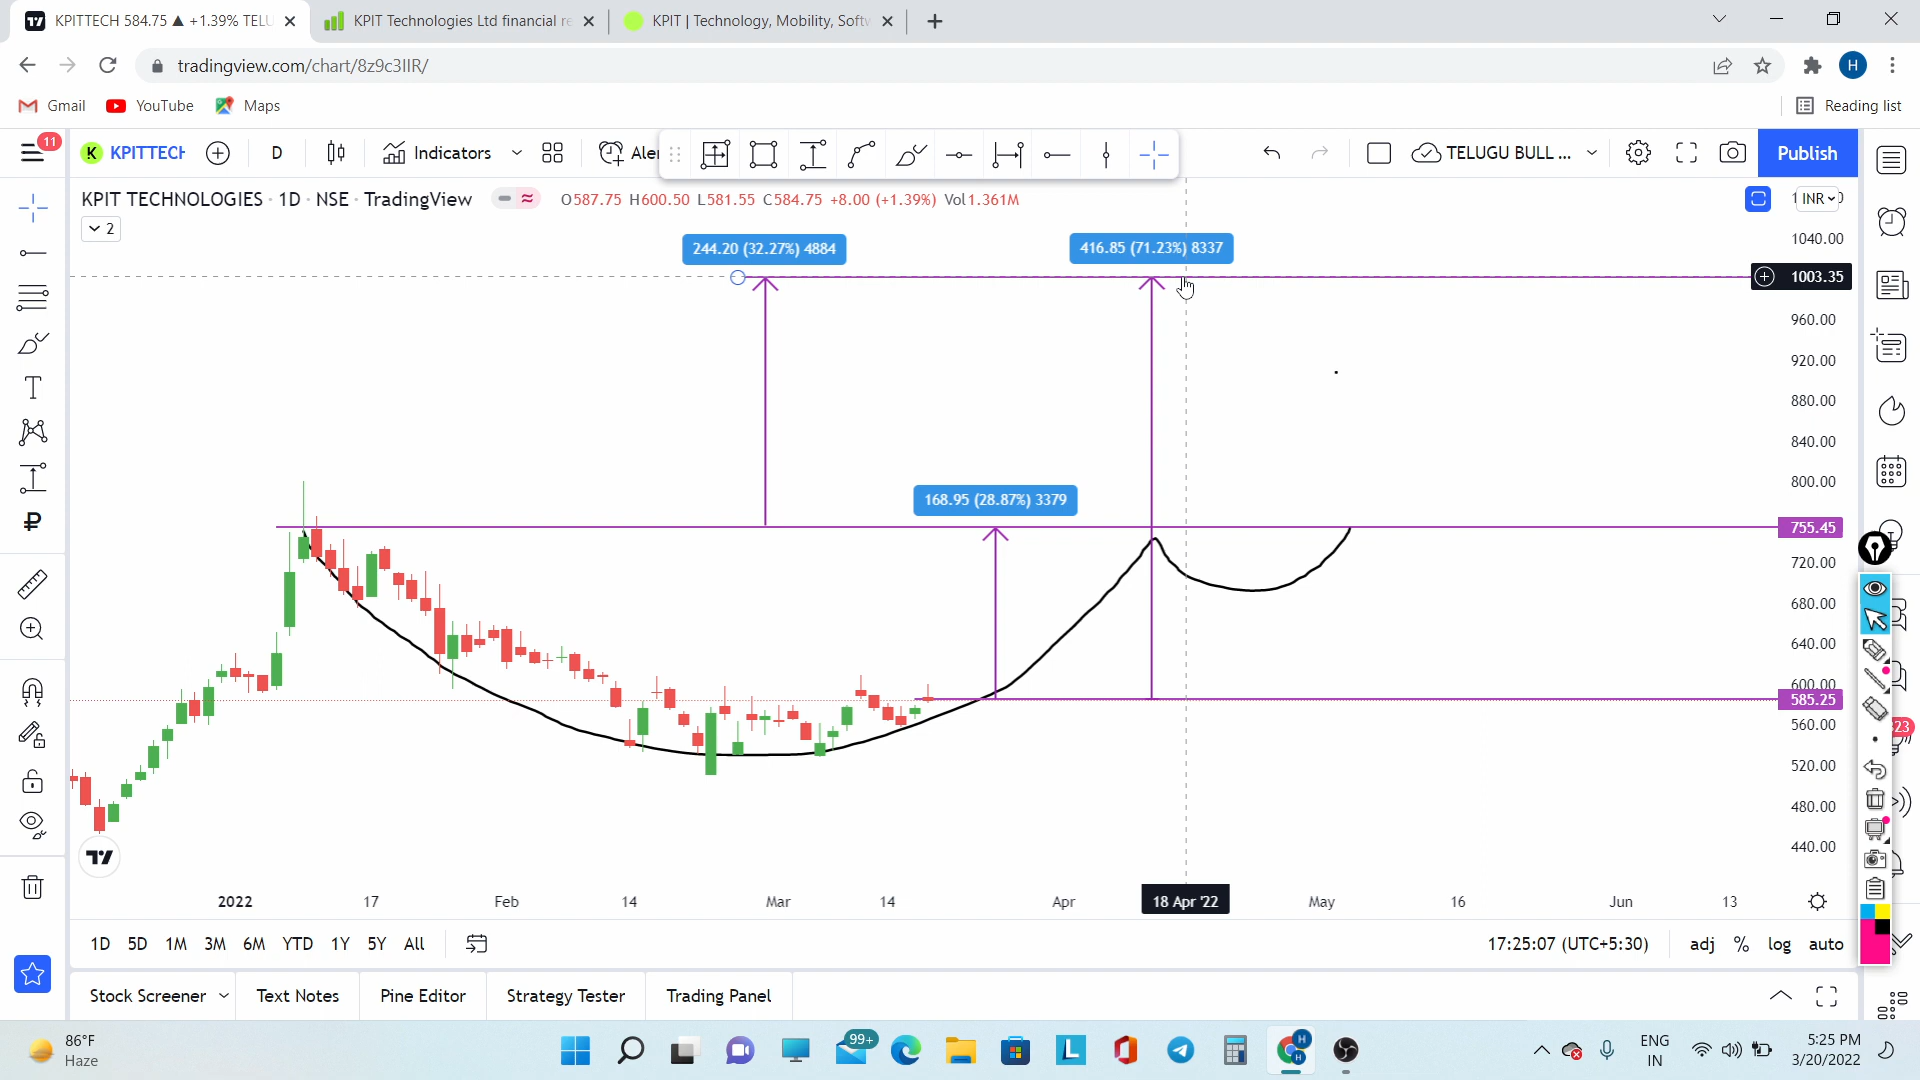 KPITTECH 584.75 ▲ +1.39% TELU
KPIT Technologies Ltd financial re
KPIT | Technology, Mobility, Softw
tradingview.com/chart/8z9c3IIR/
H
Gmail
YouTube
Maps
Reading list
11
K
KPITTECH
D
Indicators
Aler
TELUGU BULL ...
Publish
KPIT TECHNOLOGIES · 1D · NSE · TradingView
O587.75 H600.50 L581.55 C584.75 +8.00 (+1.39%) Vol1.361M
INR
2
244.20 (32.27%) 4884
416.85 (71.23%) 8337
168.95 (28.87%) 3379
1040.00
1003.35
960.00
920.00
880.00
840.00
800.00
755.45
720.00
680.00
640.00
600.00
585.25
560.00
520.00
480.00
440.00
23
2022
17
Feb
14
Mar
14
Apr
18 Apr '22
May
16
Jun
13
1D 5D 1M 3M 6M YTD 1Y 5Y All
17:25:07 (UTC+5:30)
adj % log auto
Stock Screener
Text Notes
Pine Editor
Strategy Tester
Trading Panel
86°F
Haze
99+
L
H
H
ENG
IN
5:25 PM
3/20/2022